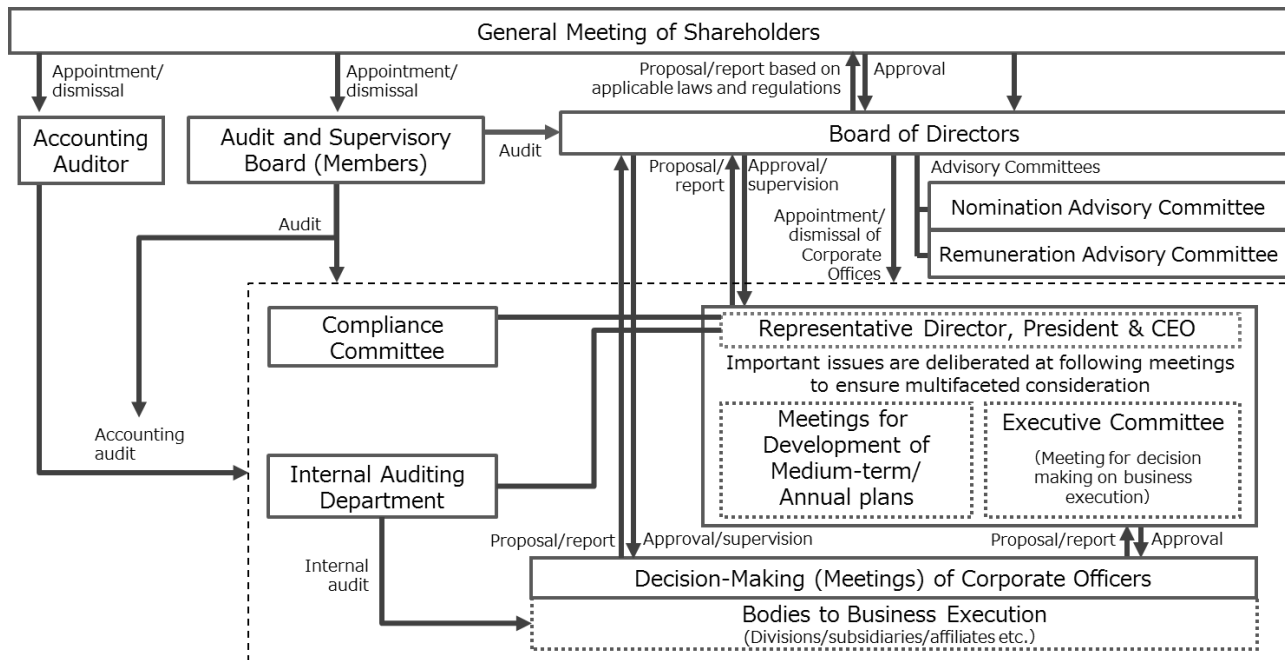 General Meeting of Shareholders
Appointment/
dismissal
Appointment/
dismissal
Proposal/report based on
applicable laws and regulations
Approval
Accounting
Auditor
Audit and Supervisory
Board (Members)
Audit
Board of Directors
Proposal/
report
Approval/
supervision
Advisory Committees
Nomination Advisory Committee
Remuneration Advisory Committee
Appointment/
dismissal of
Corporate
Offices
Audit
Compliance
Committee
Representative Director, President & CEO
Important issues are deliberated at following meetings
to ensure multifaceted consideration
Meetings for
Development of
Medium-term/
Annual plans
Executive Committee
(Meeting for decision
making on business
execution)
Accounting
audit
Internal Auditing
Department
Proposal/report
Approval/supervision
Proposal/report
Approval
Internal
audit
Decision-Making (Meetings) of Corporate Officers
Bodies to Business Execution
(Divisions/subsidiaries/affiliates etc.)